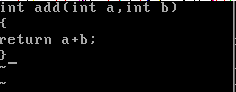 int add(int a,int b)
{
return a+b;
}
~
~